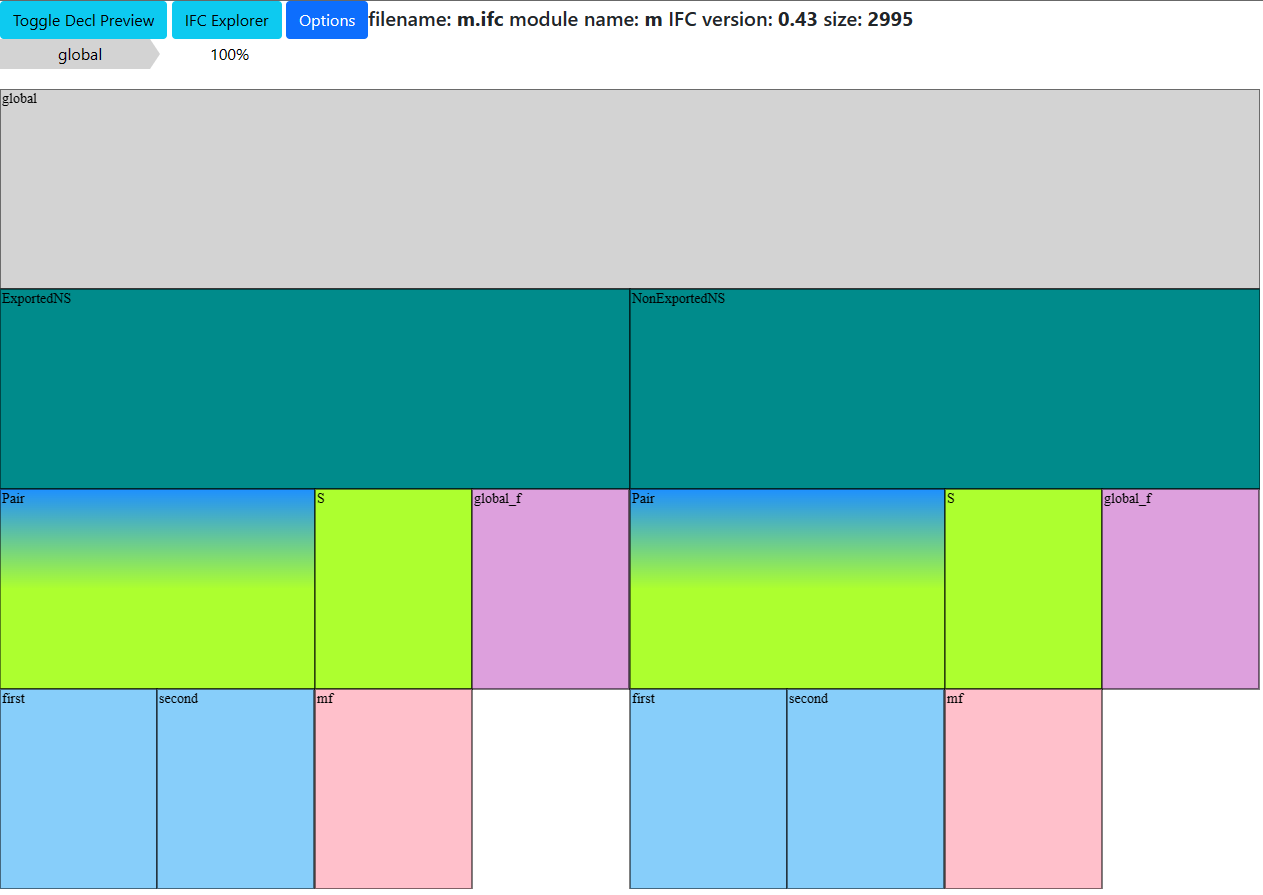 Toggle Decl Preview IFC Explorer Options filename: m.ifc module name: m IFC version: 0.43 size: 2995
global 100%
global
ExportedNS NonExportedNS
Pair S global_f Pair S global_f
first second mf first second mf